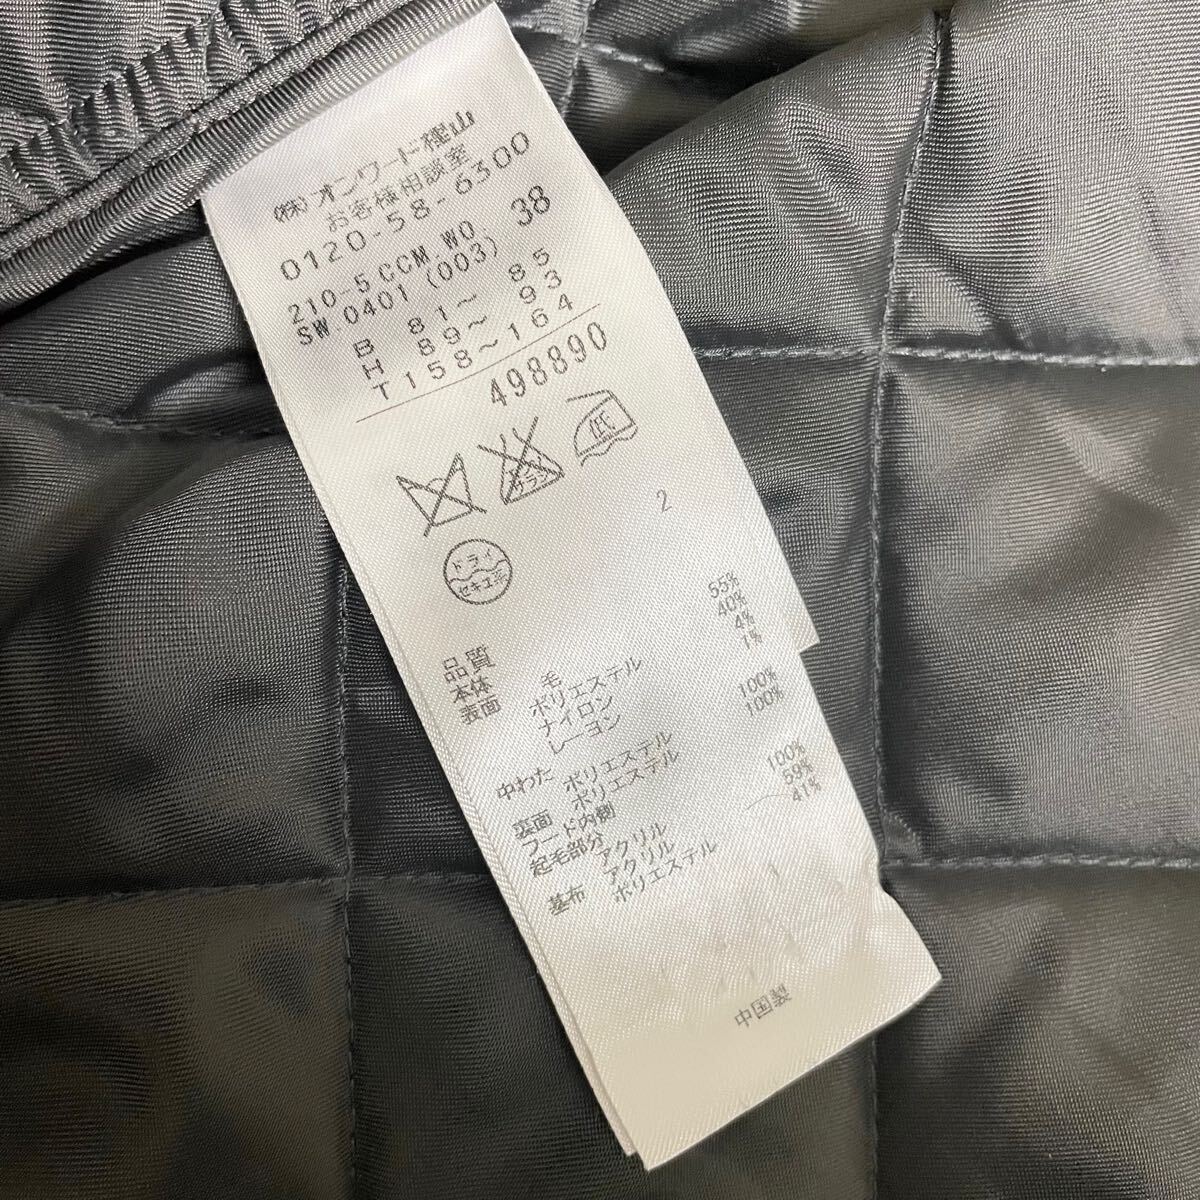 (株)オンワード樫山
お客様相談室
0120-58-6300
210-5 CCM WO 38
SW.0401 (003)
B 81～ 85
H 89～ 93
T158～164
498890
サラシ
低
ドライ
セキユ系
2
品質
本体
表面 毛 55%
ポリエステル 40%
ナイロン 4%
レーヨン 1%
中わた ポリエステル 100%
裏面 ポリエステル 100%
フード内側
起毛部分 アクリル 100%
基布 アクリル 59%
ポリエステル 41%
中国製